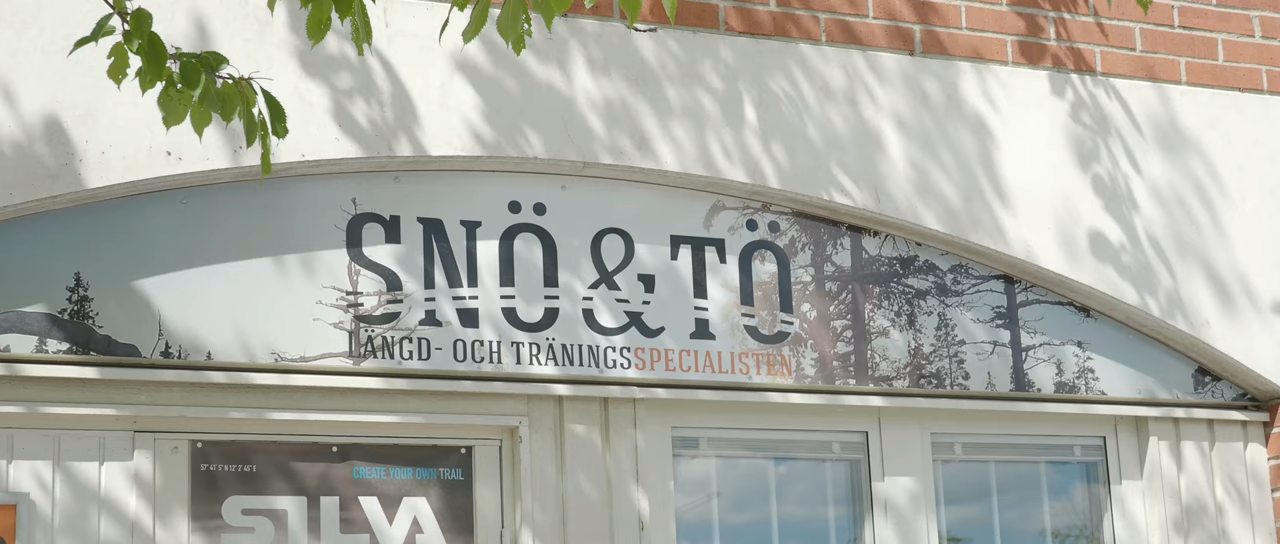 SNÖ & TÖ
LÄNGD- OCH TRÄNINGSSPECIALISTEN
57° 41' 5" N 12° 2' 45" E
CREATE YOUR OWN TRAIL
SILVA